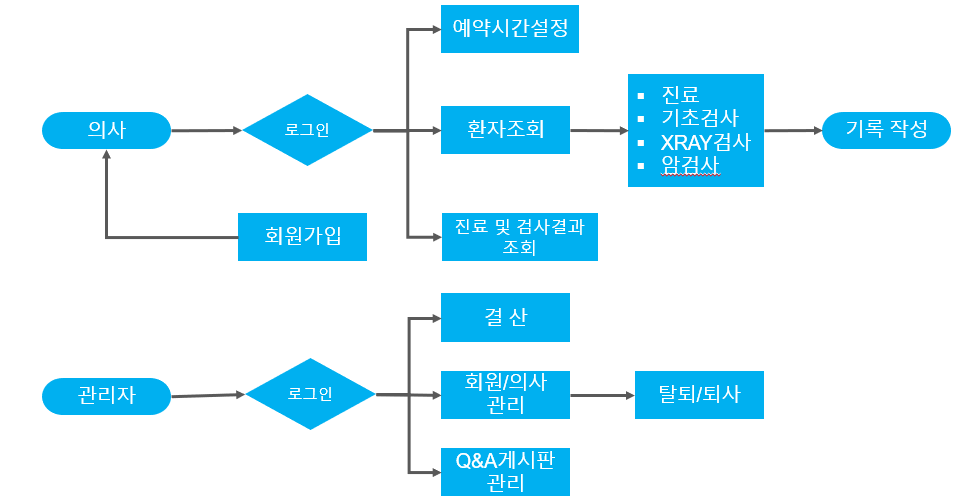 예약시간설정
의사
로그인
환자조회
진료
기초검사
XRAY검사
암검사
기록 작성
회원가입
진료 및 검사결과
조회
결 산
관리자
로그인
회원/의사
관리
탈퇴/퇴사
Q&A게시판
관리